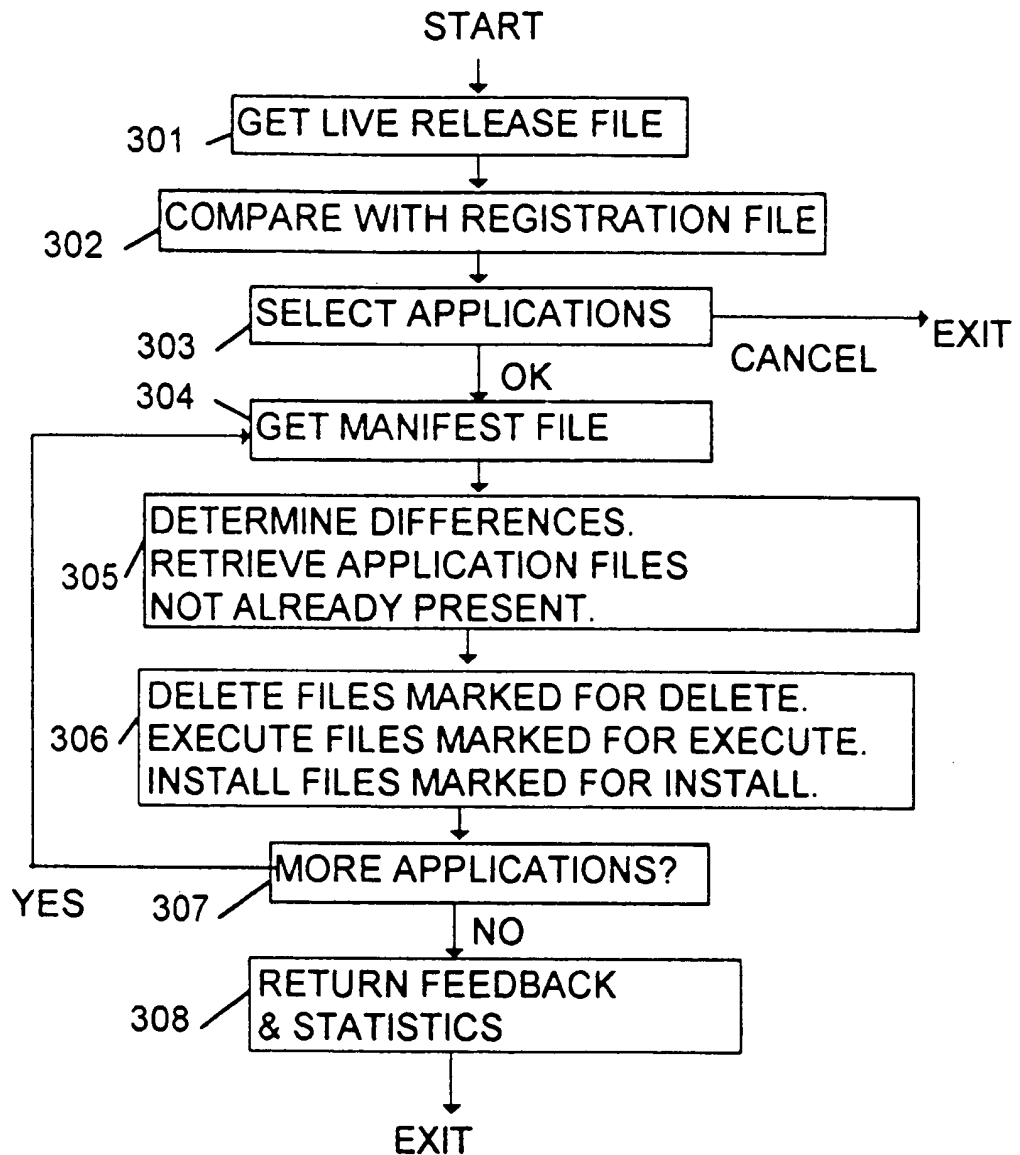 START
301
GET LIVE RELEASE FILE
302
COMPARE WITH REGISTRATION FILE
303
SELECT APPLICATIONS
CANCEL
EXIT
OK
304
GET MANIFEST FILE
305
DETERMINE DIFFERENCES.
RETRIEVE APPLICATION FILES
NOT ALREADY PRESENT.
306
DELETE FILES MARKED FOR DELETE.
EXECUTE FILES MARKED FOR EXECUTE.
INSTALL FILES MARKED FOR INSTALL.
307
MORE APPLICATIONS?
YES
NO
308
RETURN FEEDBACK
& STATISTICS
EXIT